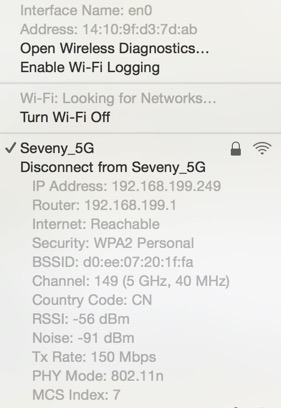 Interface Name: en0
Address: 14:10:9f:d3:7d:ab
Open Wireless Diagnostics…
Enable Wi-Fi Logging
Wi-Fi: Looking for Networks…
Turn Wi-Fi Off
✓ Seveny_5G
Disconnect from Seveny_5G
IP Address: 192.168.199.249
Router: 192.168.199.1
Internet: Reachable
Security: WPA2 Personal
BSSID: d0:ee:07:20:1f:fa
Channel: 149 (5 GHz, 40 MHz)
Country Code: CN
RSSI: -56 dBm
Noise: -91 dBm
Tx Rate: 150 Mbps
PHY Mode: 802.11n
MCS Index: 7